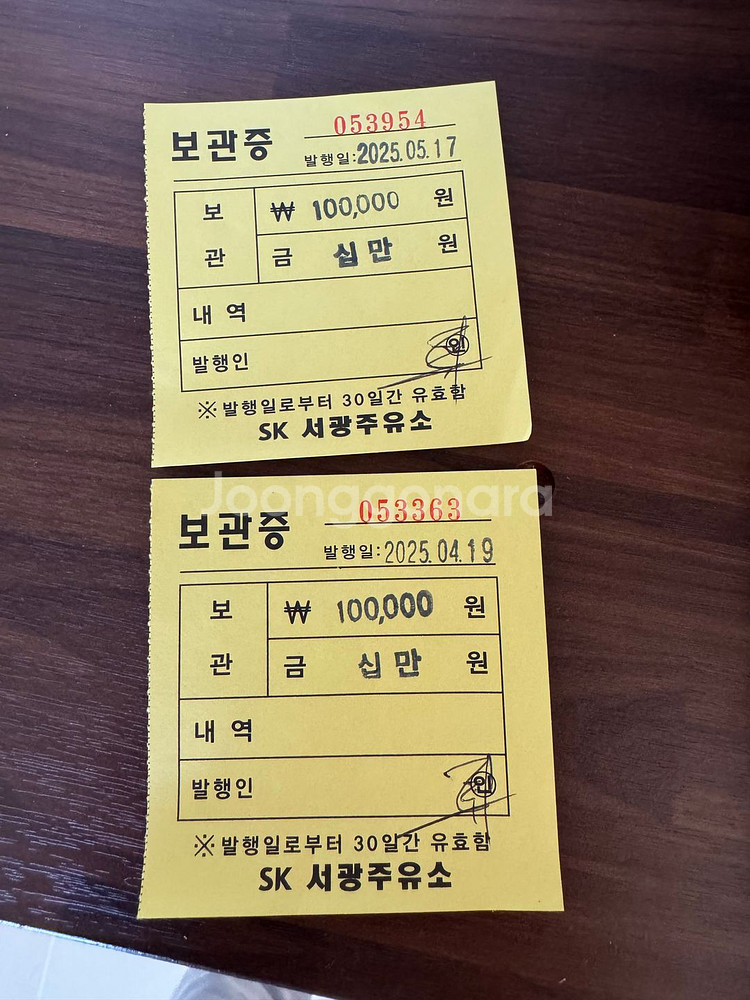 053954
보관증
발행일:2025.05.17
보관
₩ 100,000 원
금 십만 원
내 역
발행인
인
※ 발행일로부터 30일간 유효함
SK 서광주유소
Joonggonara
053363
보관증
발행일:2025.04.19
보관
₩ 100,000 원
금 십만 원
내 역
발행인
인
※ 발행일로부터 30일간 유효함
SK 서광주유소